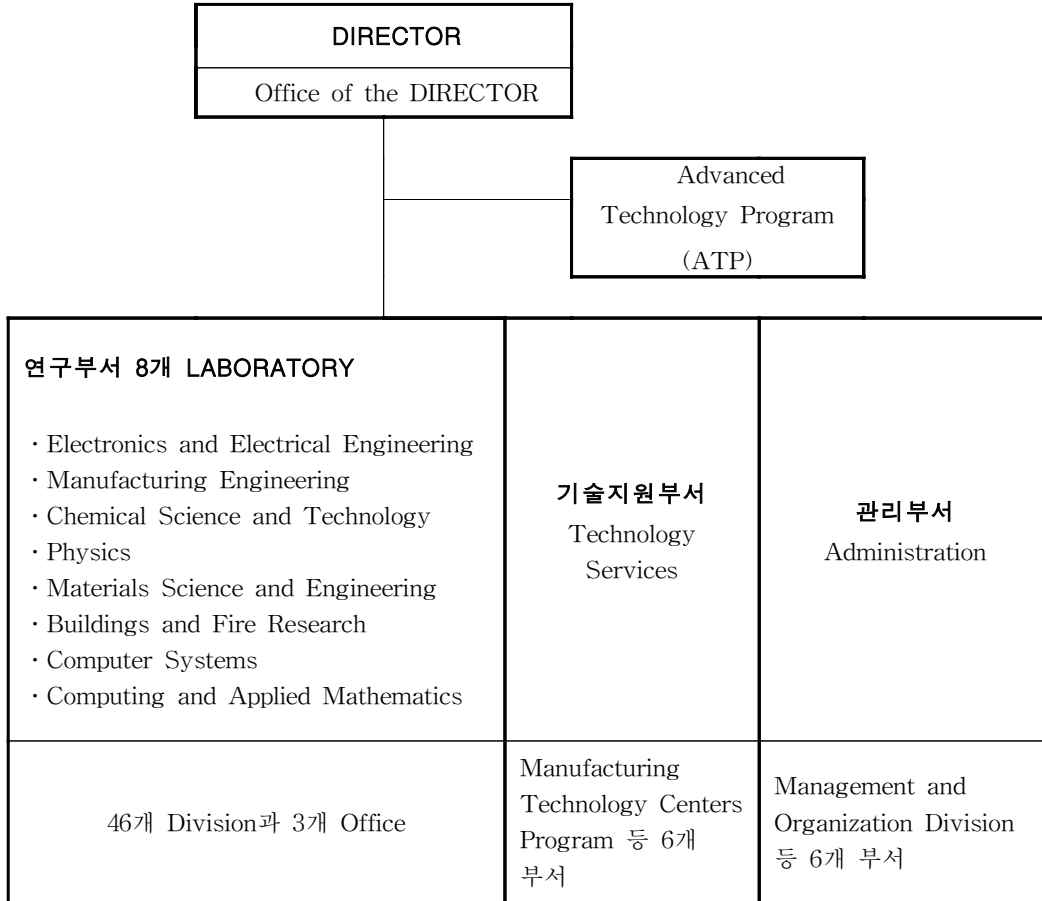 DIRECTOR
Office of the DIRECTOR
Advanced
Technology Program
(ATP)
연구부서 8개 LABORATORY
· Electronics and Electrical Engineering
· Manufacturing Engineering
· Chemical Science and Technology
· Physics
· Materials Science and Engineering
· Buildings and Fire Research
· Computer Systems
· Computing and Applied Mathematics
기술지원부서
Technology
Services
관리부서
Administration
46개 Division과 3개 Office
Manufacturing
Technology Centers
Program 등 6개
부서
Management and
Organization Division
등 6개 부서